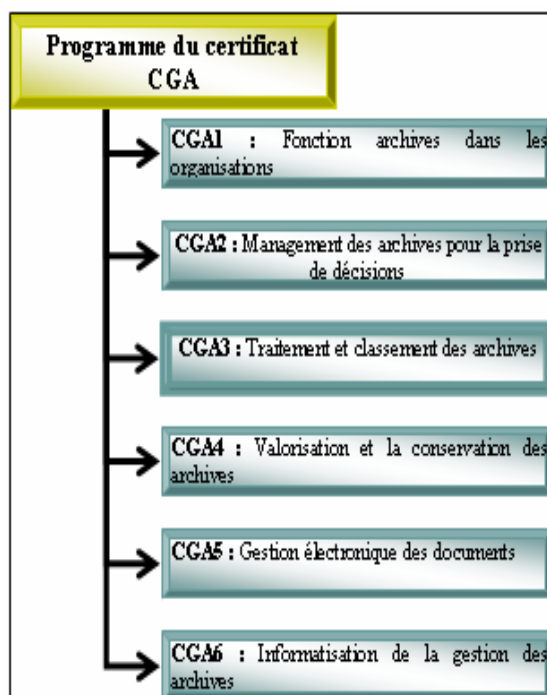 Programme du certificat
CGA
CGA1 : Fonction archives dans les
organisations
CGA2 : Management des archives pour la prise
de décisions
CGA3 : Traitement et classement des archives
CGA4 : Valorisation et la conservation des
archives
CGA5 : Gestion électronique des documents
CGA6 : Informatisation de la gestion des
archives